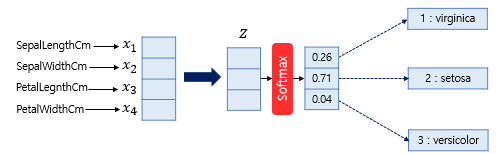 SepalLengthCm x1
SepalWidthCm x2
PetalLegnthCm x3
PetalWidthCm x4
z
Softmax
0.26
0.71
0.04
1 : virginica
2 : setosa
3 : versicolor